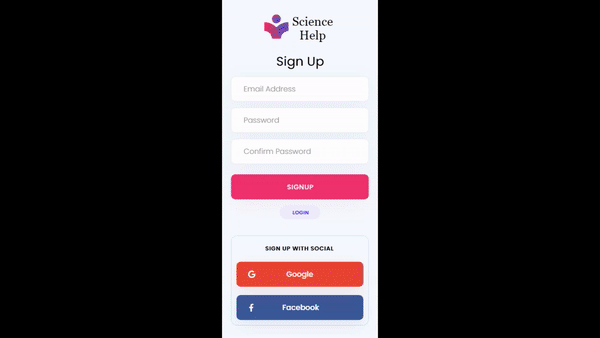 Science
Help
Sign Up
Email Address
Password
Confirm Password
SIGNUP
LOGIN
SIGN UP WITH SOCIAL
G Google
f Facebook